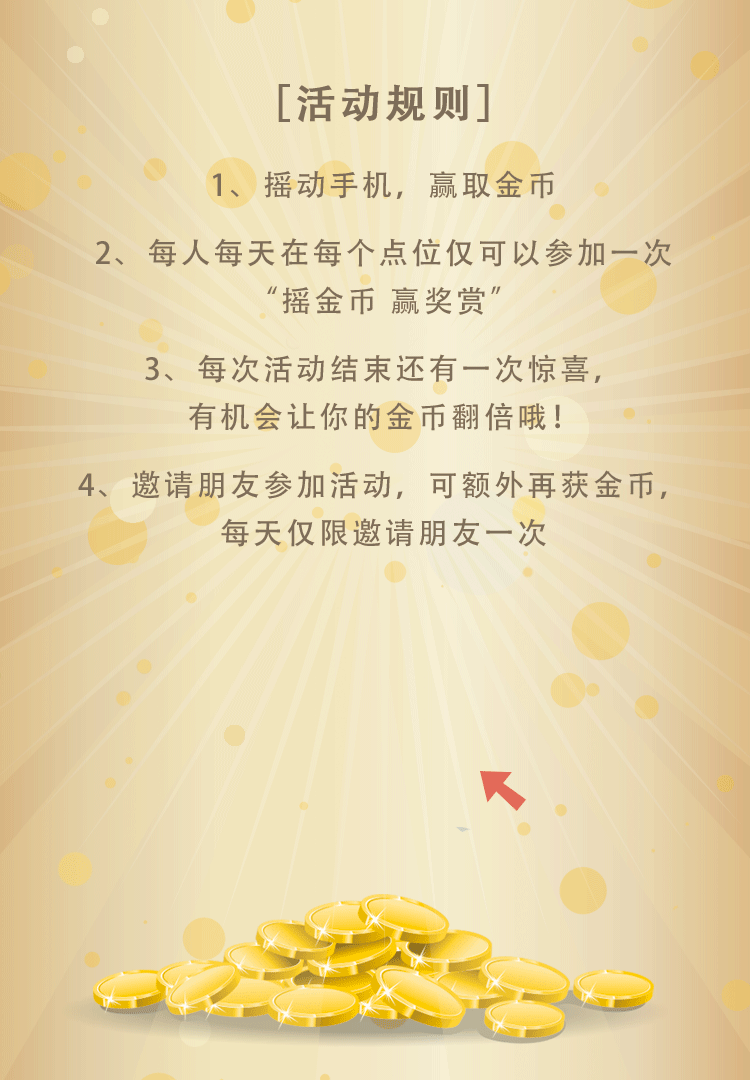 [活动规则]
1、摇动手机，赢取金币
2、每人每天在每个点位仅可以参加一次
“摇金币 赢奖赏”
3、每次活动结束还有一次惊喜，
有机会让你的金币翻倍哦！
4、邀请朋友参加活动，可额外再获金币，
每天仅限邀请朋友一次